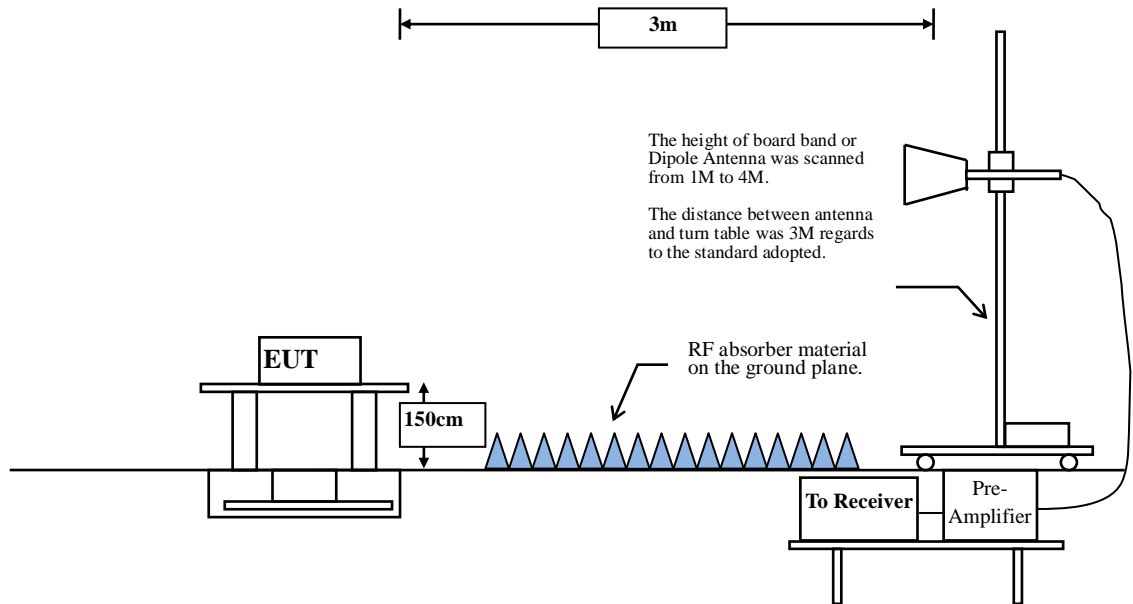 3m
The height of board band or
Dipole Antenna was scanned
from 1M to 4M.
The distance between antenna
and turn table was 3M regards
to the standard adopted.
EUT
RF absorber material
on the ground plane.
150cm
To Receiver
Pre-
Amplifier